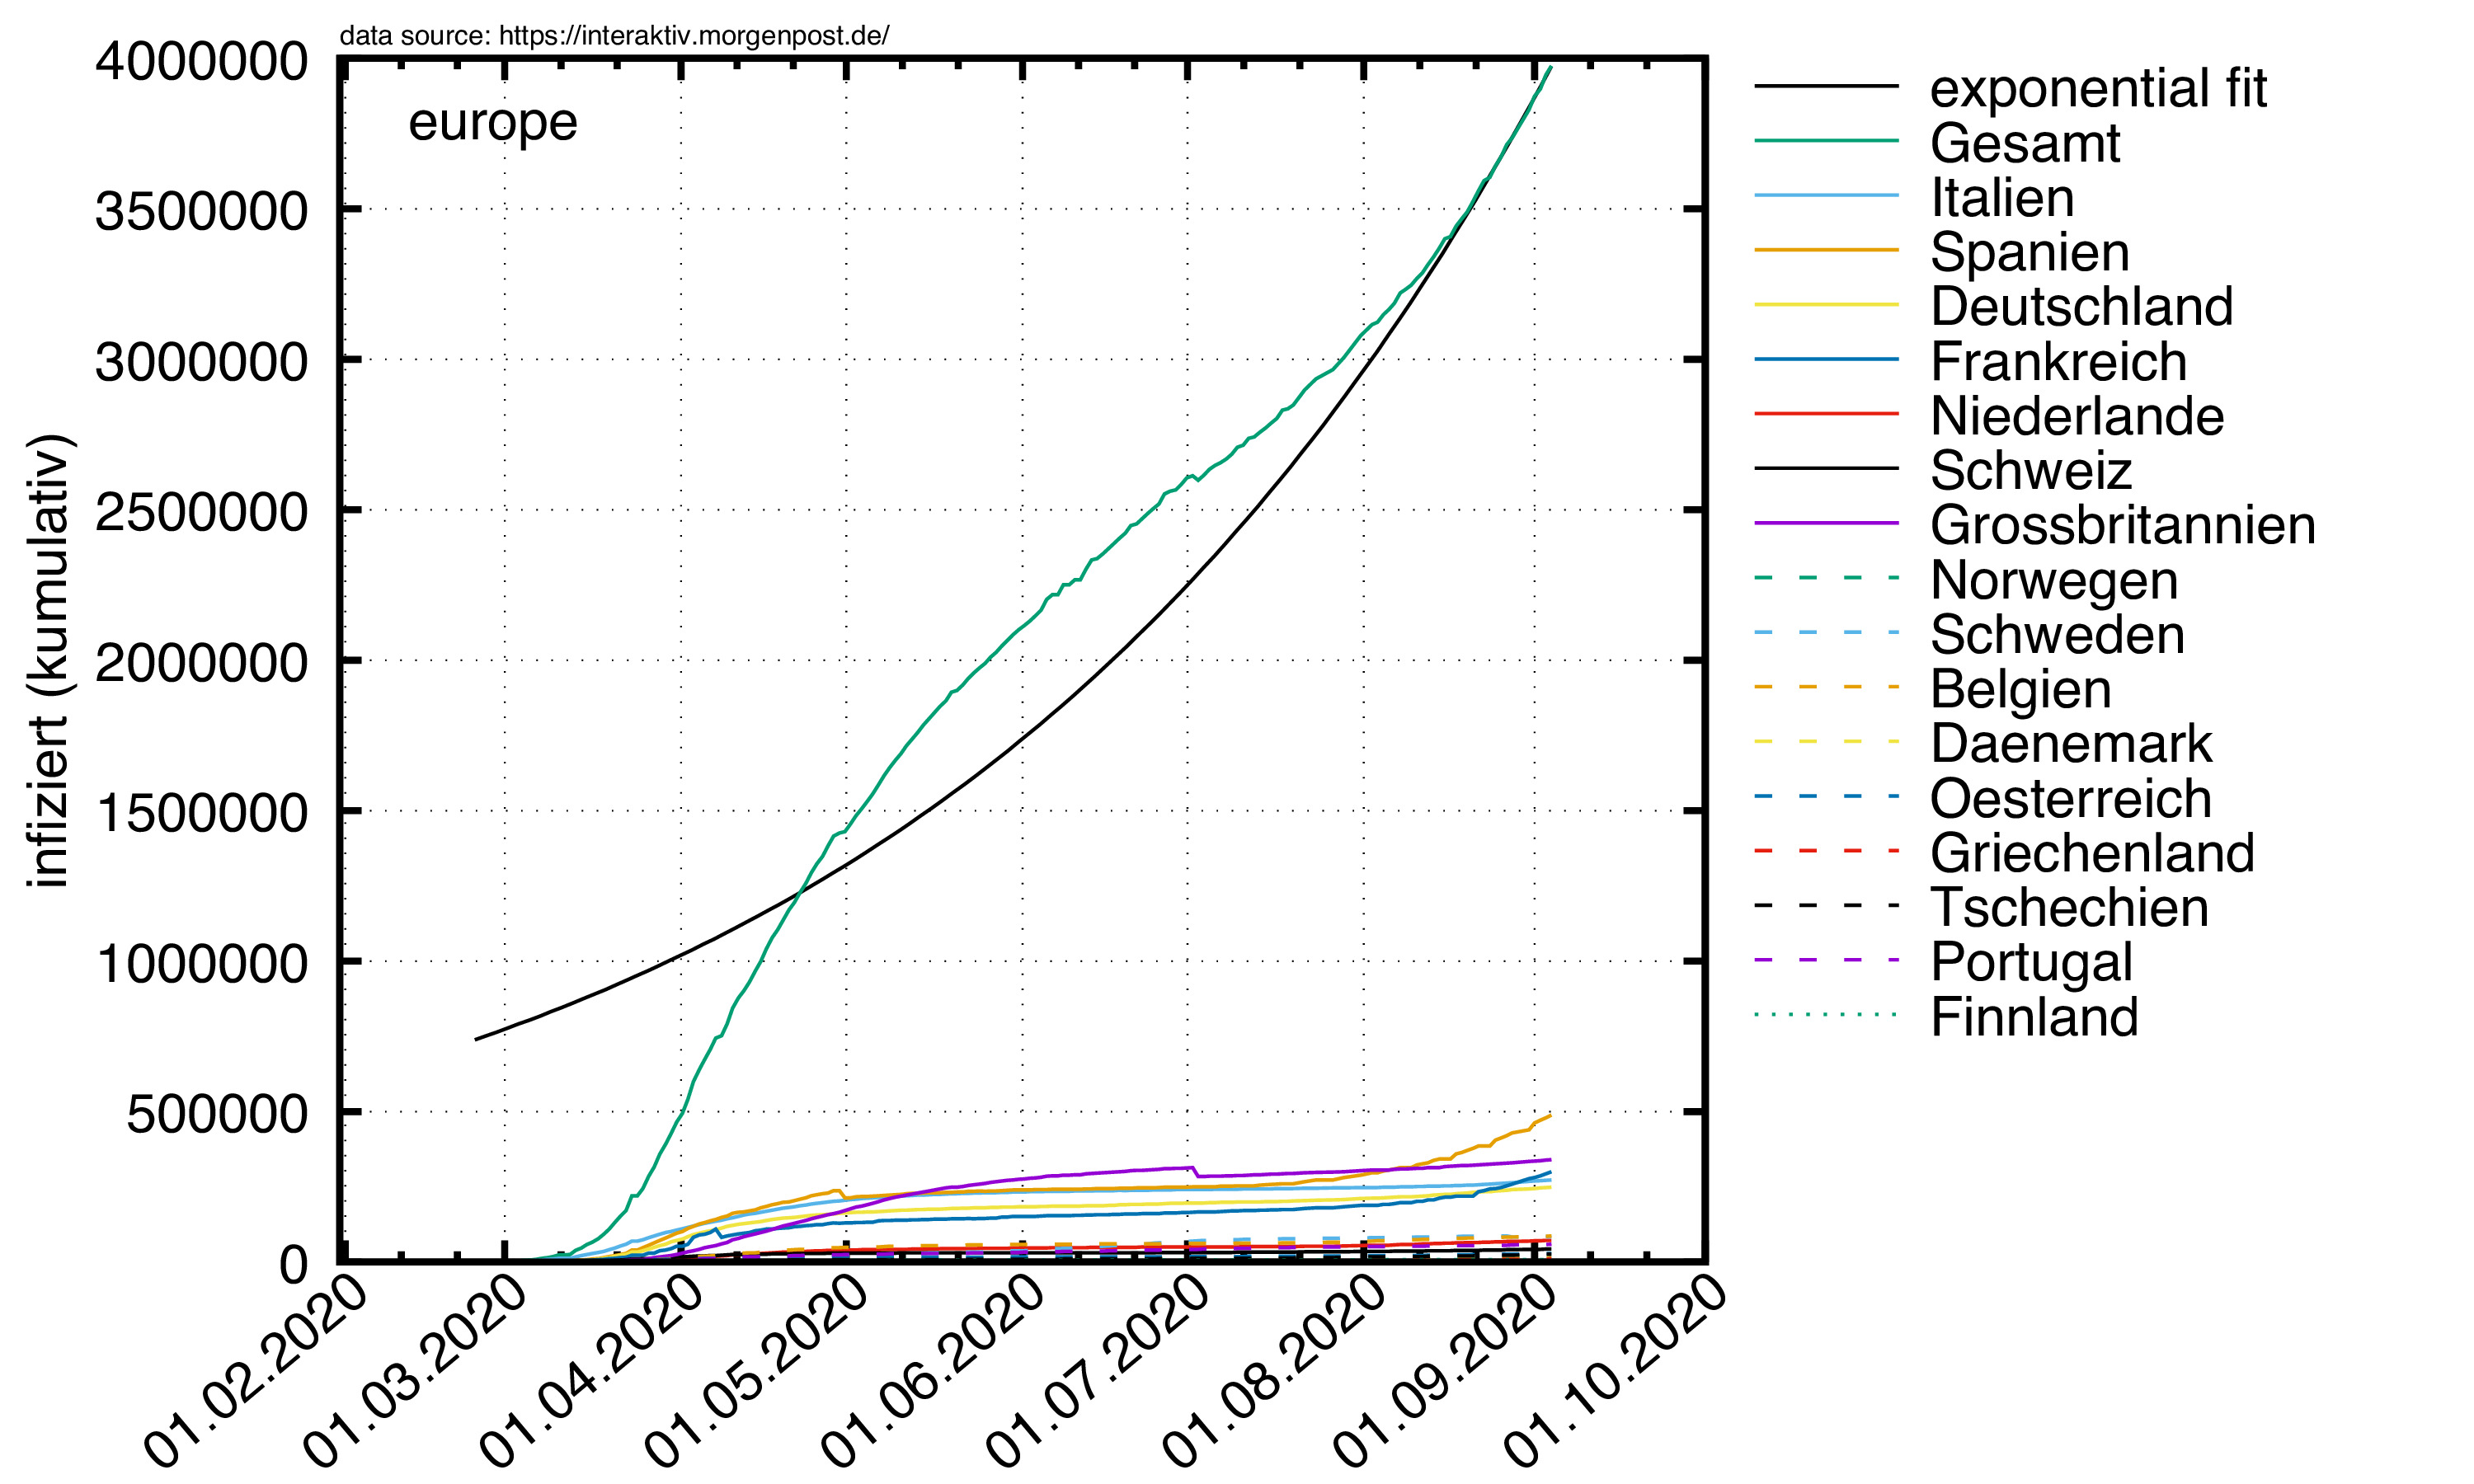 data source: https://interaktiv.morgenpost.de/
europe
infiziert (kumulativ)
4000000
3500000
3000000
2500000
2000000
1500000
1000000
500000
0
01.02.2020
01.03.2020
01.04.2020
01.05.2020
01.06.2020
01.07.2020
01.08.2020
01.09.2020
01.10.2020
exponential fit
Gesamt
Italien
Spanien
Deutschland
Frankreich
Niederlande
Schweiz
Grossbritannien
Norwegen
Schweden
Belgien
Daenemark
Oesterreich
Griechenland
Tschechien
Portugal
Finnland